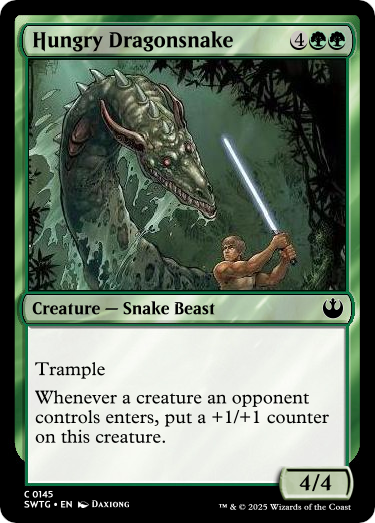 Hungry Dragonsnake 4
Creature — Snake Beast
Trample
Whenever a creature an opponent
controls enters, put a +1/+1 counter
on this creature.
4/4
C 0145
SWTG • EN Daxiong
™ & © 2025 Wizards of the Coast